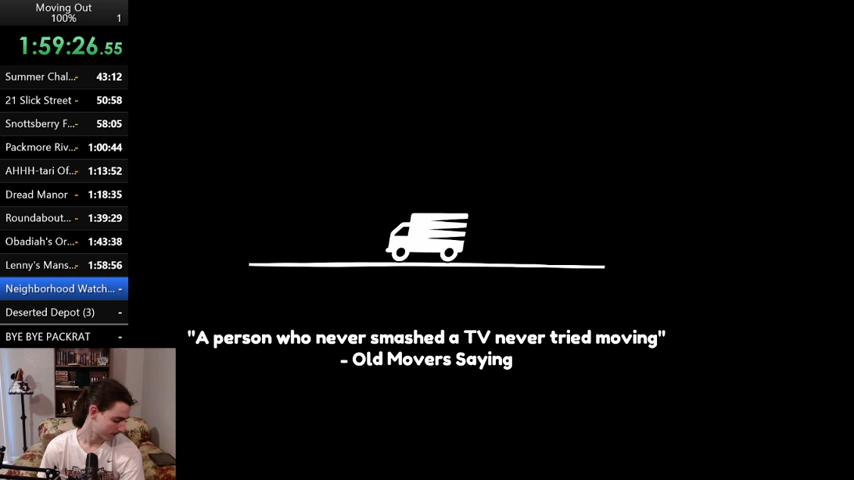 Moving Out
100% 1
1:59:26.55
Summer Chal... - 43:12
21 Slick Street - 50:58
Snottsberry F... - 58:05
Packmore Riv... - 1:00:44
AHHH-tari Of... - 1:13:52
Dread Manor - 1:18:35
Roundabout... - 1:39:29
Obadiah's Or... - 1:43:38
Lenny's Mans... - 1:58:56
Neighborhood Watch... -
Deserted Depot (3) -
BYE BYE PACKRAT -
"A person who never smashed a TV never tried moving"
- Old Movers Saying